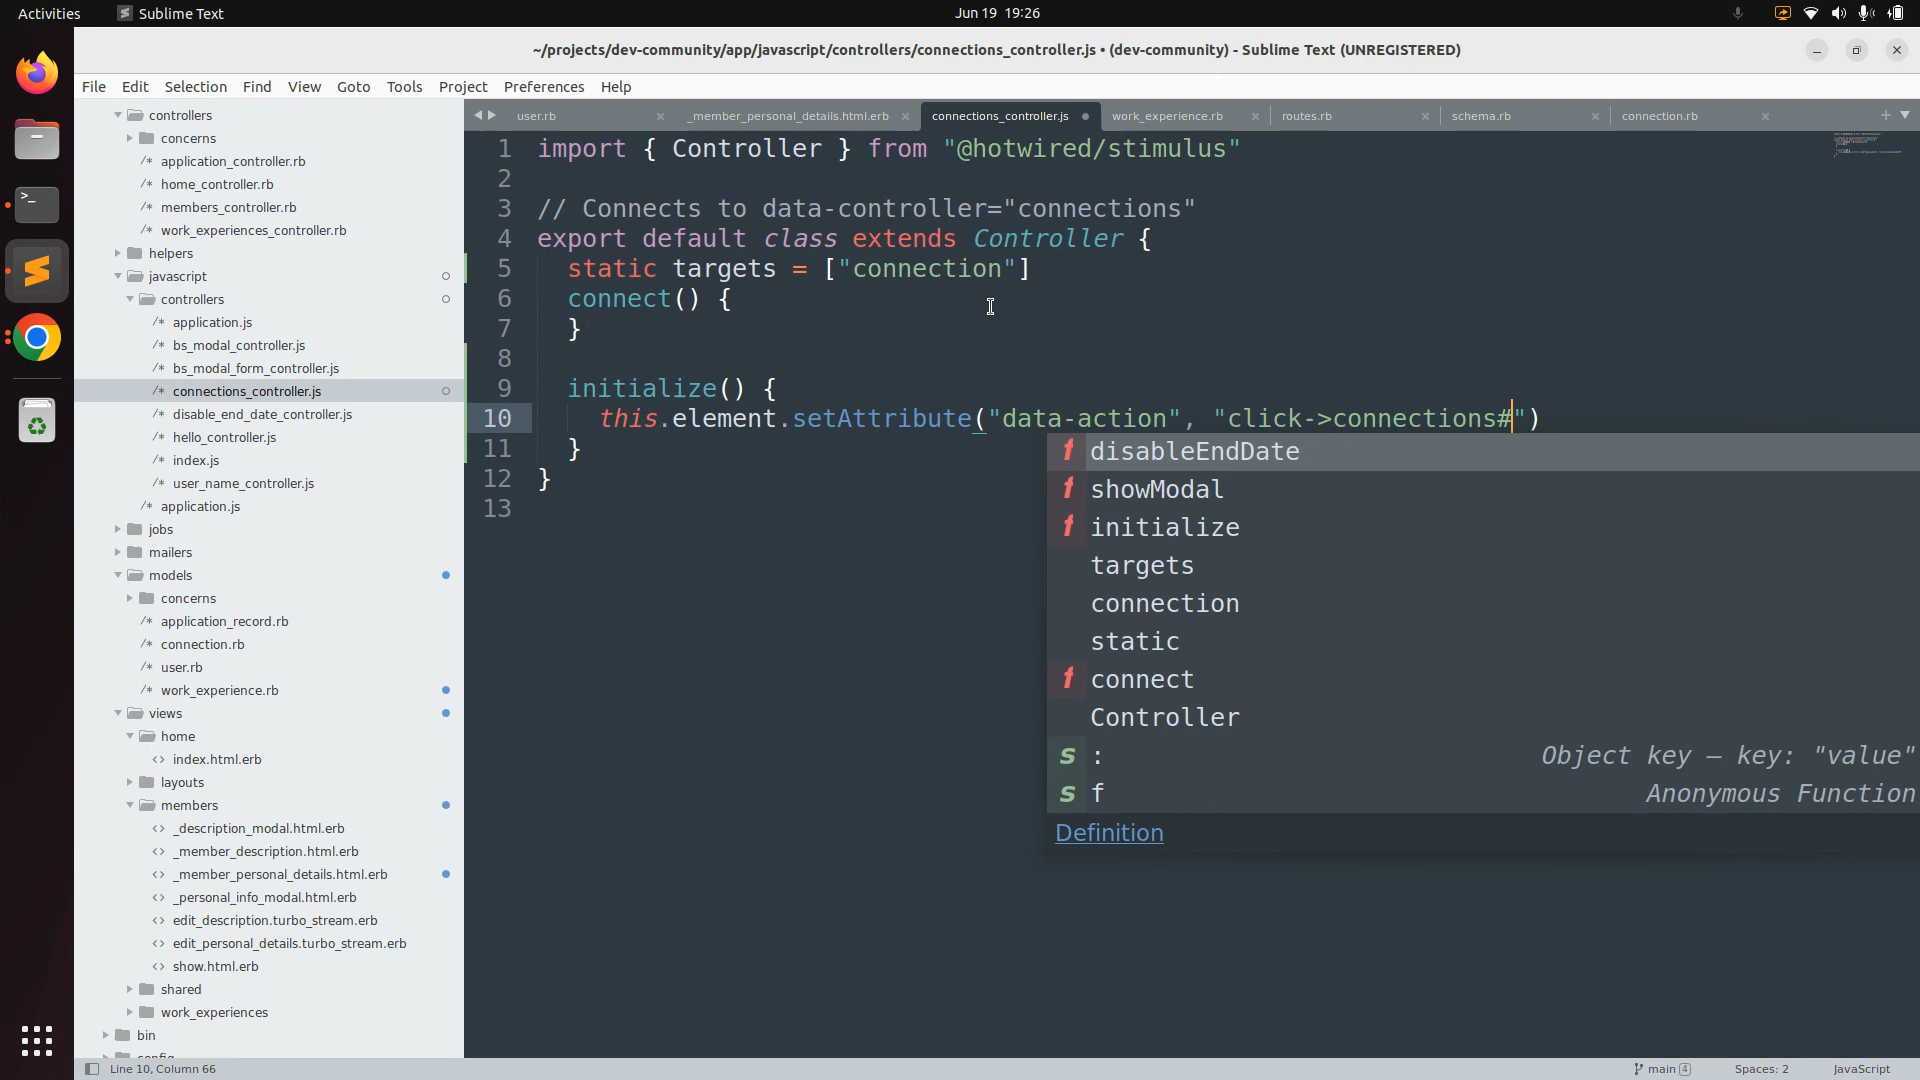 Activities
Sublime Text
Jun 19 19:26
~/projects/dev-community/app/javascript/controllers/connections_controller.js • (dev-community) - Sublime Text (UNREGISTERED)
File Edit Selection Find View Goto Tools Project Preferences Help
controllers
concerns
application_controller.rb
home_controller.rb
members_controller.rb
work_experiences_controller.rb
helpers
javascript
controllers
application.js
bs_modal_controller.js
bs_modal_form_controller.js
connections_controller.js
disable_end_date_controller.js
hello_controller.js
index.js
user_name_controller.js
application.js
jobs
mailers
models
concerns
application_record.rb
connection.rb
user.rb
work_experience.rb
views
home
index.html.erb
layouts
members
_description_modal.html.erb
_member_description.html.erb
_member_personal_details.html.erb
_personal_info_modal.html.erb
edit_description.turbo_stream.erb
edit_personal_details.turbo_stream.erb
show.html.erb
shared
work_experiences
bin
user.rb _member_personal_details.html.erb connections_controller.js work_experience.rb routes.rb schema.rb connection.rb
1 import { Controller } from "@hotwired/stimulus"
2
3 // Connects to data-controller="connections"
4 export default class extends Controller {
5 static targets = ["connection"]
6 connect() {
7 }
8
9 initialize() {
10 this.element.setAttribute("data-action", "click->connections#")
11 }
12 }
13
f disableEndDate
f showModal
f initialize
targets
connection
static
f connect
Controller
s : Object key — key: "value"
s f Anonymous Function
Definition
Line 10, Column 66
main 4
Spaces: 2
JavaScript